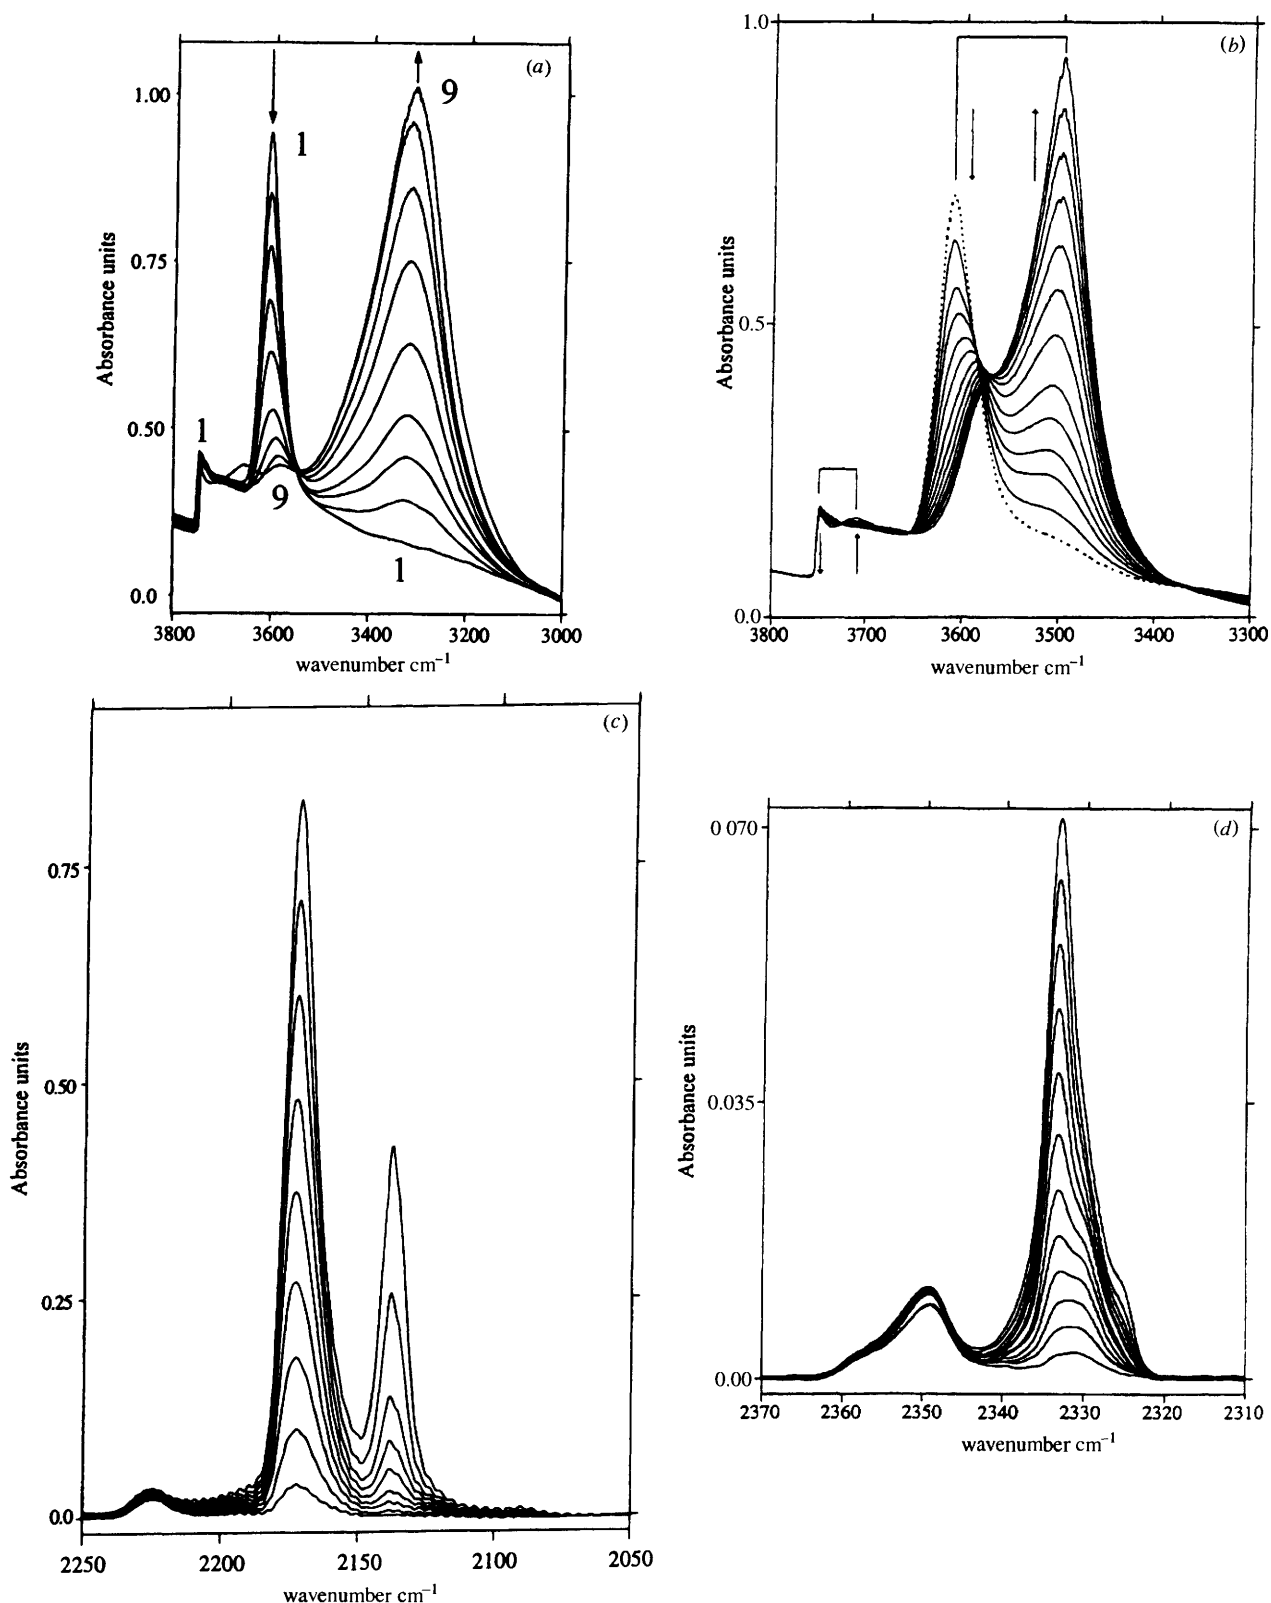 (a)
9
1
1.00
0.75
0.50
0.0
1
9
1
Absorbance units
3800 3600 3400 3200 3000
wavenumber cm⁻¹
(b)
1.0
0.5
0.0
Absorbance units
3800 3700 3600 3500 3400 3300
wavenumber cm⁻¹
(c)
0.75
0.50
0.25
0.0
Absorbance units
2250 2200 2150 2100 2050
wavenumber cm⁻¹
(d)
0 070
0.035
0.00
Absorbance units
2370 2360 2350 2340 2330 2320 2310
wavenumber cm⁻¹